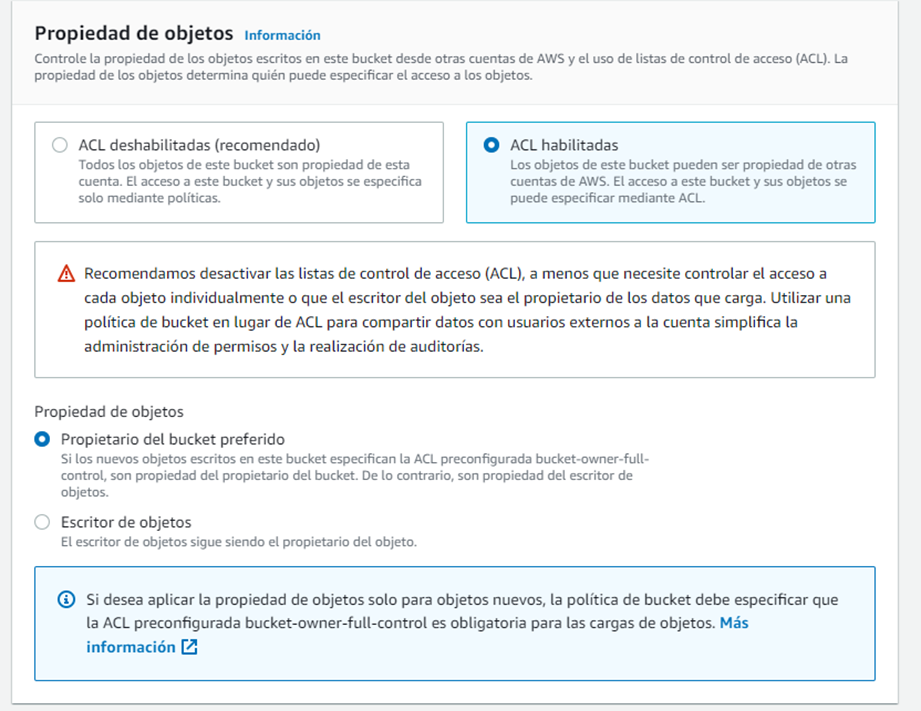 Propiedad de objetos Información
Controle la propiedad de los objetos escritos en este bucket desde otras cuentas de AWS y el uso de listas de control de acceso (ACL). La
propiedad de los objetos determina quién puede especificar el acceso a los objetos.
ACL deshabilitadas (recomendado)
Todos los objetos de este bucket son propiedad de esta
cuenta. El acceso a este bucket y sus objetos se especifica
solo mediante políticas.
ACL habilitadas
Los objetos de este bucket pueden ser propiedad de otras
cuentas de AWS. El acceso a este bucket y sus objetos se
puede especificar mediante ACL.
Recomendamos desactivar las listas de control de acceso (ACL), a menos que necesite controlar el acceso a
cada objeto individualmente o que el escritor del objeto sea el propietario de los datos que carga. Utilizar una
política de bucket en lugar de ACL para compartir datos con usuarios externos a la cuenta simplifica la
administración de permisos y la realización de auditorías.
Propiedad de objetos
Propietario del bucket preferido
Si los nuevos objetos escritos en este bucket especifican la ACL preconfigurada bucket-owner-full-
control, son propiedad del propietario del bucket. De lo contrario, son propiedad del escritor de
objetos.
Escritor de objetos
El escritor de objetos sigue siendo el propietario del objeto.
Si desea aplicar la propiedad de objetos solo para objetos nuevos, la política de bucket debe especificar que
la ACL preconfigurada bucket-owner-full-control es obligatoria para las cargas de objetos. Más
información